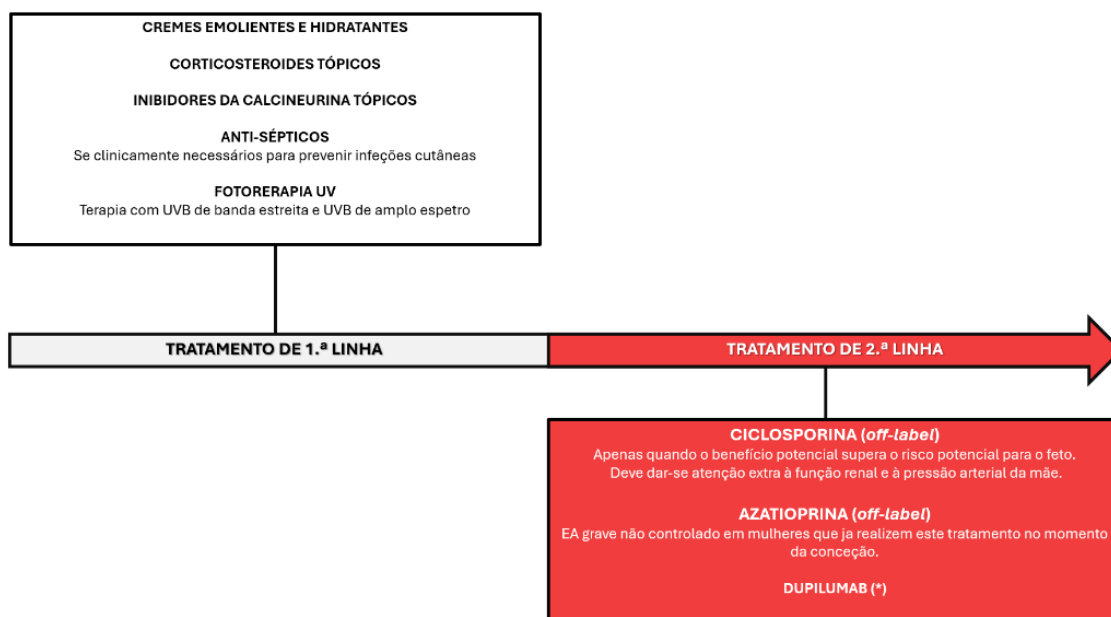 CREMES EMOLIENTES E HIDRATANTES
CORTICOSTEROIDES TÓPICOS
INIBIDORES DA CALCINEURINA TÓPICOS
ANTI-SÉPTICOS
Se clinicamente necessários para prevenir infeções cutâneas
FOTORERAPIA UV
Terapia com UVB de banda estreita e UVB de amplo espetro
TRATAMENTO DE 1.ª LINHA
TRATAMENTO DE 2.ª LINHA
CICLOSPORINA (off-label)
Apenas quando o benefício potencial supera o risco potencial para o feto.
Deve dar-se atenção extra à função renal e à pressão arterial da mãe.
AZATIOPRINA (off-label)
EA grave não controlado em mulheres que ja realizem este tratamento no momento
da conceção.
DUPILUMAB (*)